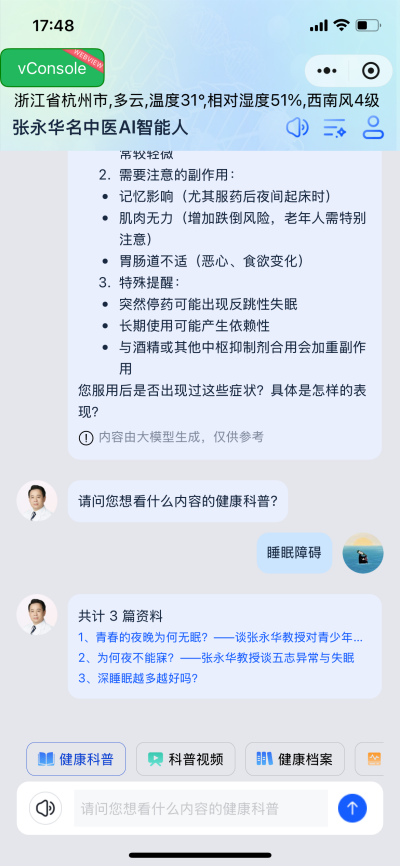 17:48
vConsole
WEBVIEW
浙江省杭州市,多云,温度31°,相对湿度51%,西南风4级
张永华名中医AI智能人
常较轻微
2. 需要注意的副作用：
• 记忆影响（尤其服药后夜间起床时）
• 肌肉无力（增加跌倒风险，老年人需特别
注意）
• 胃肠道不适（恶心、食欲变化）
3. 特殊提醒：
• 突然停药可能出现反跳性失眠
• 长期使用可能产生依赖性
• 与酒精或其他中枢抑制剂合用会加重副作
用
您服用后是否出现过这些症状？具体是怎样的表
现？
内容由大模型生成，仅供参考
请问您想看什么内容的健康科普?
睡眠障碍
共计 3 篇资料
1、青春的夜晚为何无眠？——谈张永华教授对青少年...
2、为何夜不能寐？——张永华教授谈五志异常与失眠
3、深睡眠越多越好吗?
健康科普
科普视频
健康档案
请问您想看什么内容的健康科普